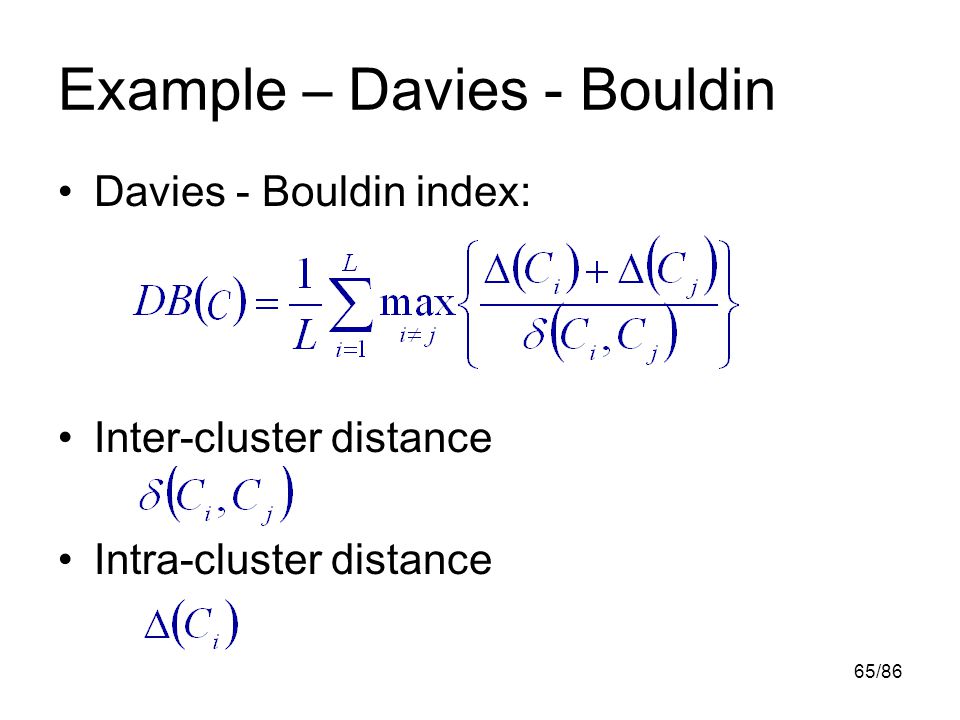 Example – Davies - Bouldin
• Davies - Bouldin index:
DB(C) = \frac{1}{L} \sum_{i=1}^{L} \max_{i \neq j} \left\{ \frac{\Delta(C_i) + \Delta(C_j)}{\delta(C_i, C_j)} \right\}
• Inter-cluster distance
\delta(C_i, C_j)
• Intra-cluster distance
\Delta(C_i)
65/86